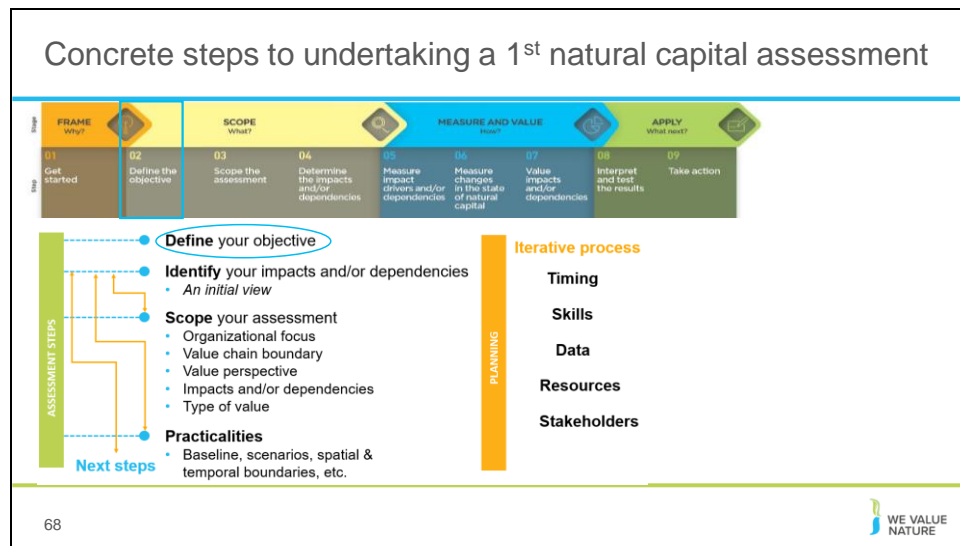 Concrete steps to undertaking a 1st natural capital assessment
Stage
FRAME
Why?
SCOPE
What?
MEASURE AND VALUE
How?
APPLY
What next?
Step
01
Get
started
02
Define the
objective
03
Scope the
assessment
04
Determine
the impacts
and/or
dependencies
05
Measure
impact
drivers and/or
dependencies
06
Measure
changes
in the state
of natural
capital
07
Value
impacts
and/or
dependencies
08
Interpret
and test
the results
09
Take action
ASSESSMENT STEPS
Define your objective
Identify your impacts and/or dependencies
• An initial view
Scope your assessment
• Organizational focus
• Value chain boundary
• Value perspective
• Impacts and/or dependencies
• Type of value
Practicalities
• Baseline, scenarios, spatial &
temporal boundaries, etc.
Next steps
PLANNING
Iterative process
Timing
Skills
Data
Resources
Stakeholders
68
WE VALUE
NATURE